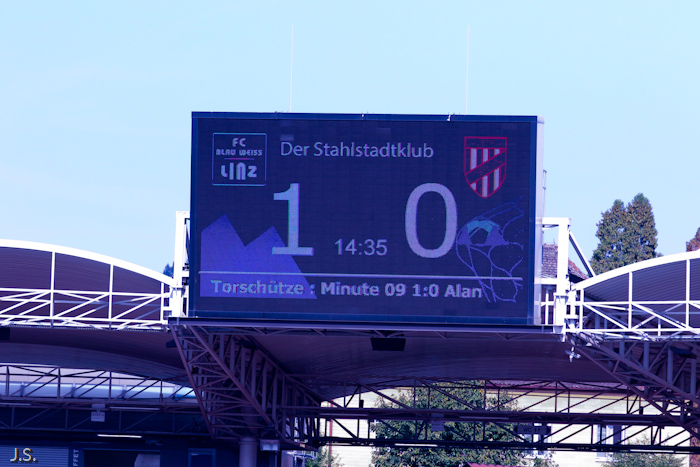 FC
BLAU WEISS
LINZ
Der Stahlstadtklub
1 0
14:35
Torschütze : Minute 09 1:0 Alan
J.S.